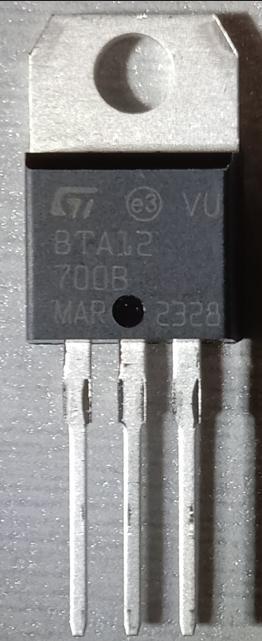 ST e3 VU
BTA12
700B
MAR 2328